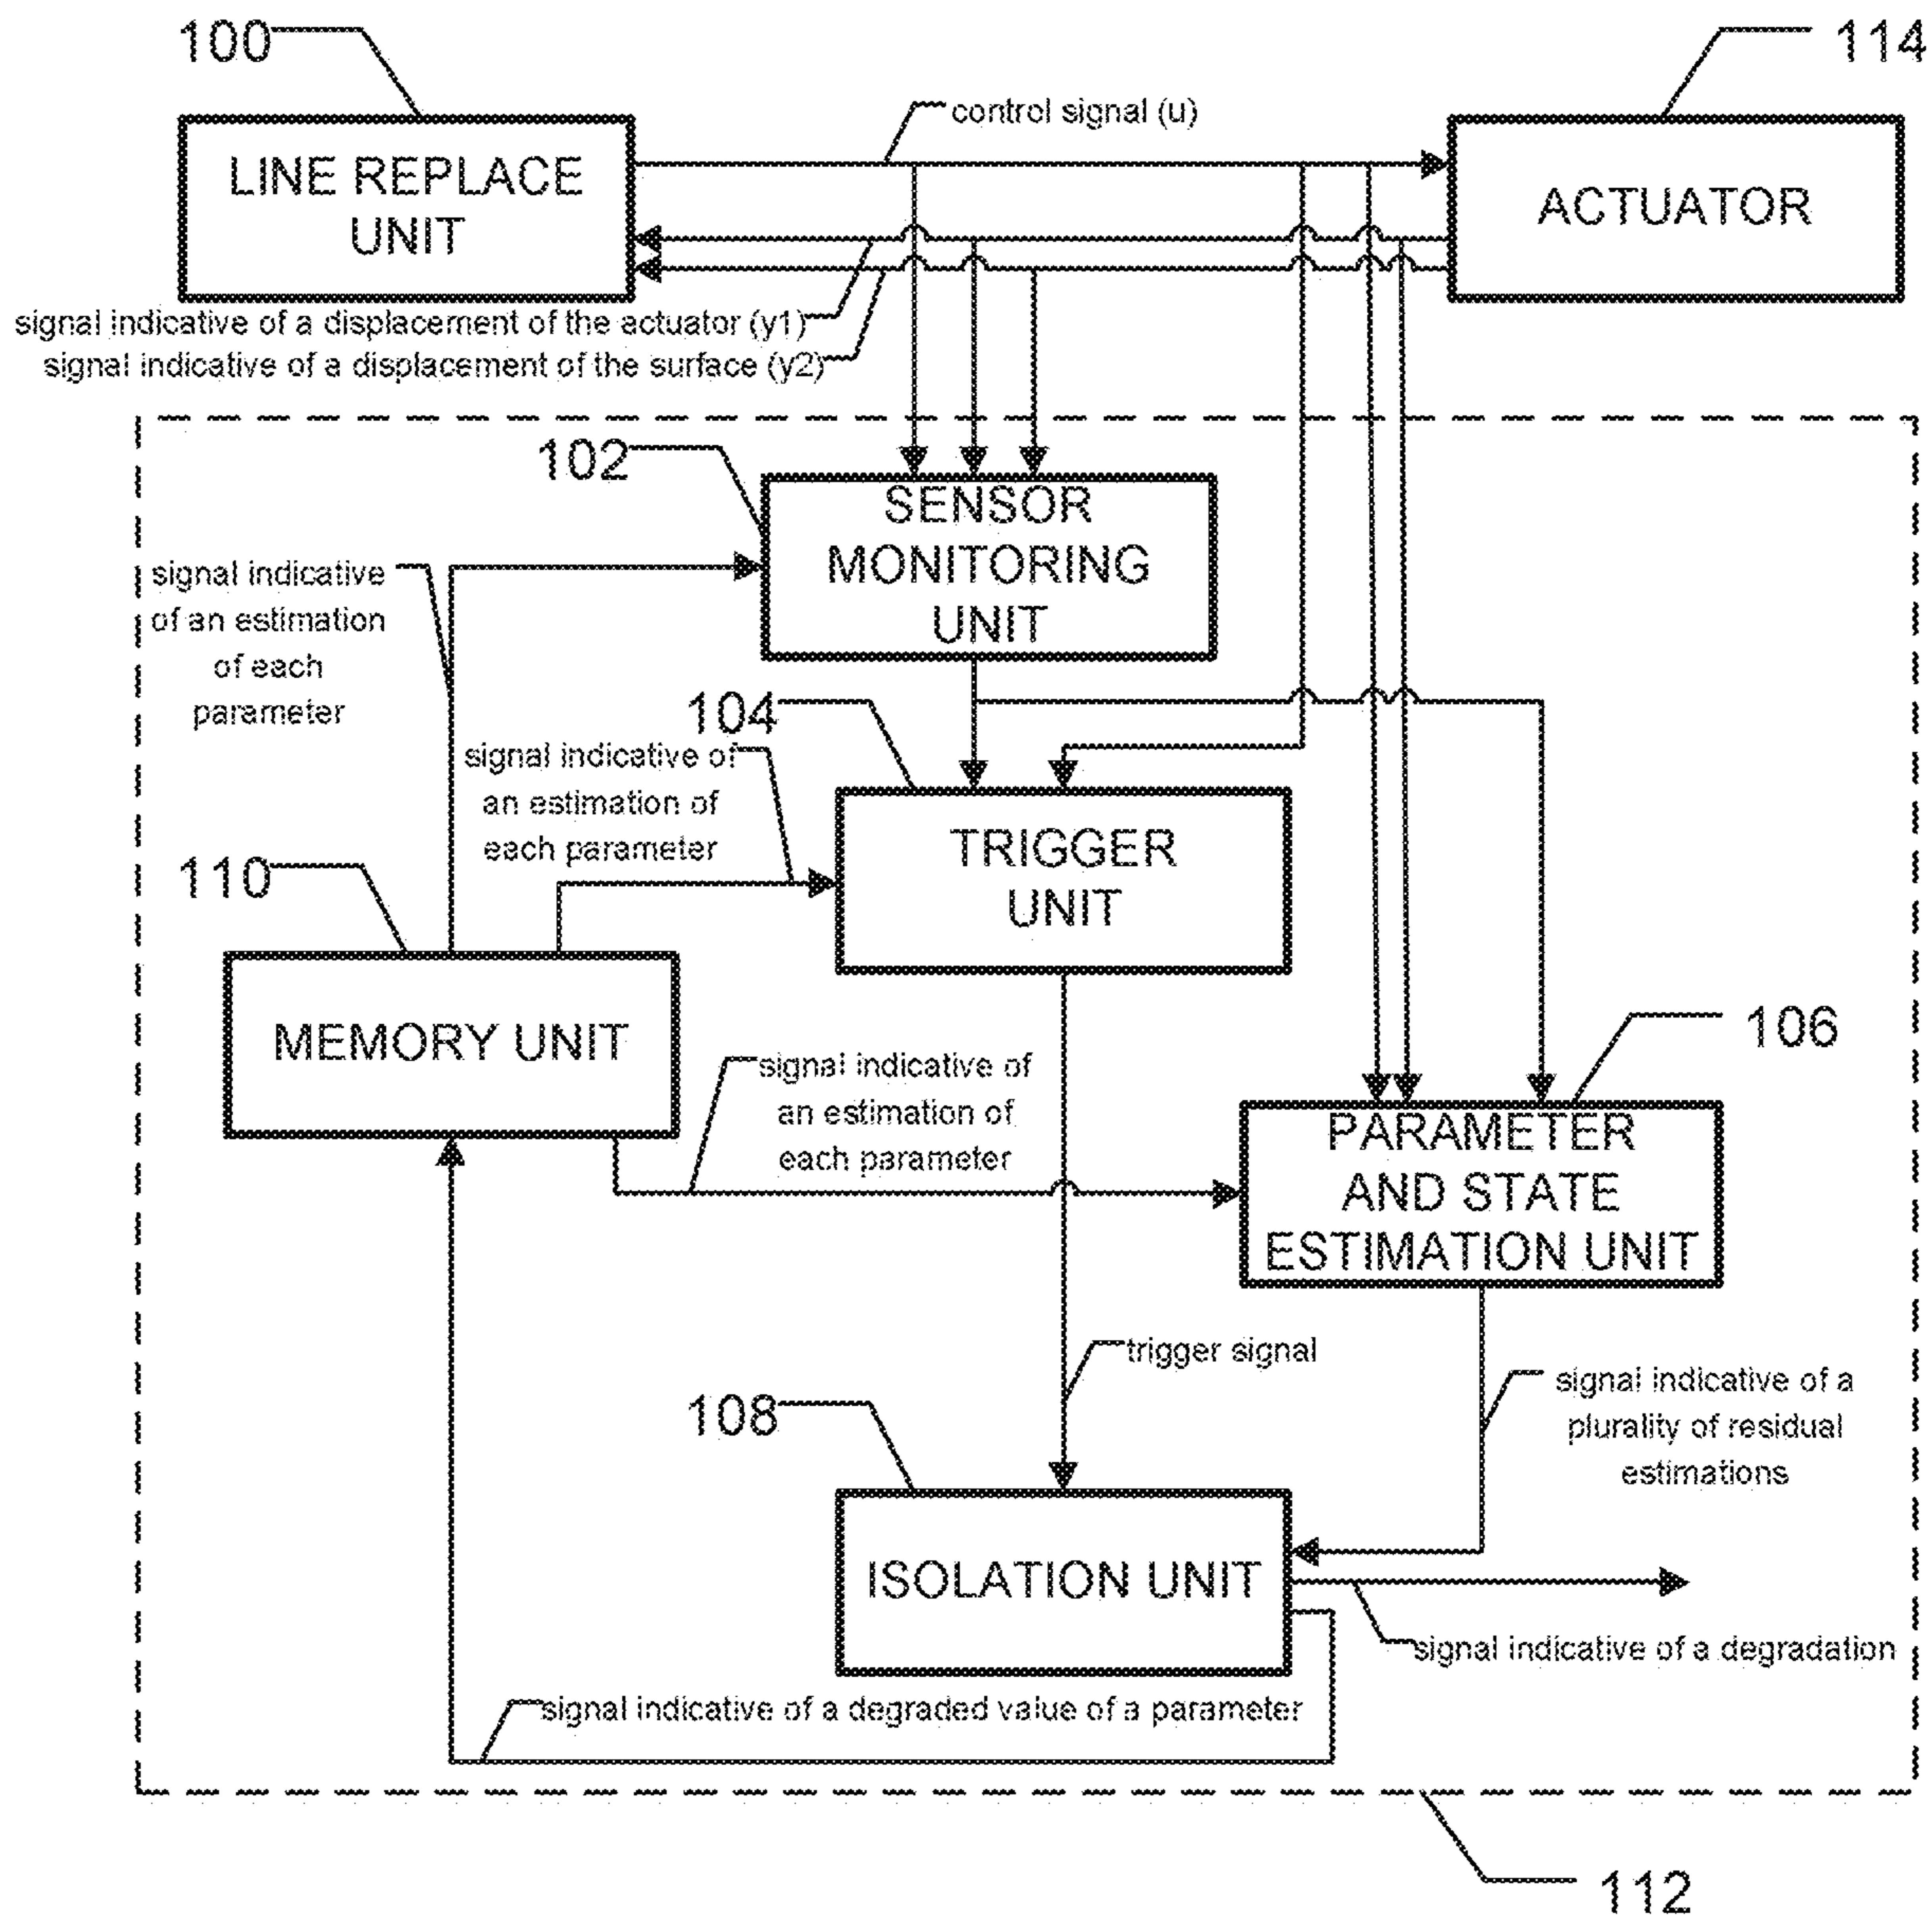 100
114
control signal (u)
LINE REPLACE
UNIT
ACTUATOR
signal indicative of a displacement of the actuator (y1)
signal indicative of a displacement of the surface (y2)
102
SENSOR
MONITORING
UNIT
signal indicative
of an estimation
of each
parameter
104
signal indicative of
an estimation of
each parameter
TRIGGER
UNIT
110
MEMORY UNIT
106
signal indicative of
an estimation of
each parameter
PARAMETER
AND STATE
ESTIMATION UNIT
trigger signal
signal indicative of a
plurality of residual
estimations
108
ISOLATION UNIT
signal indicative of a degradation
signal indicative of a degraded value of a parameter
112